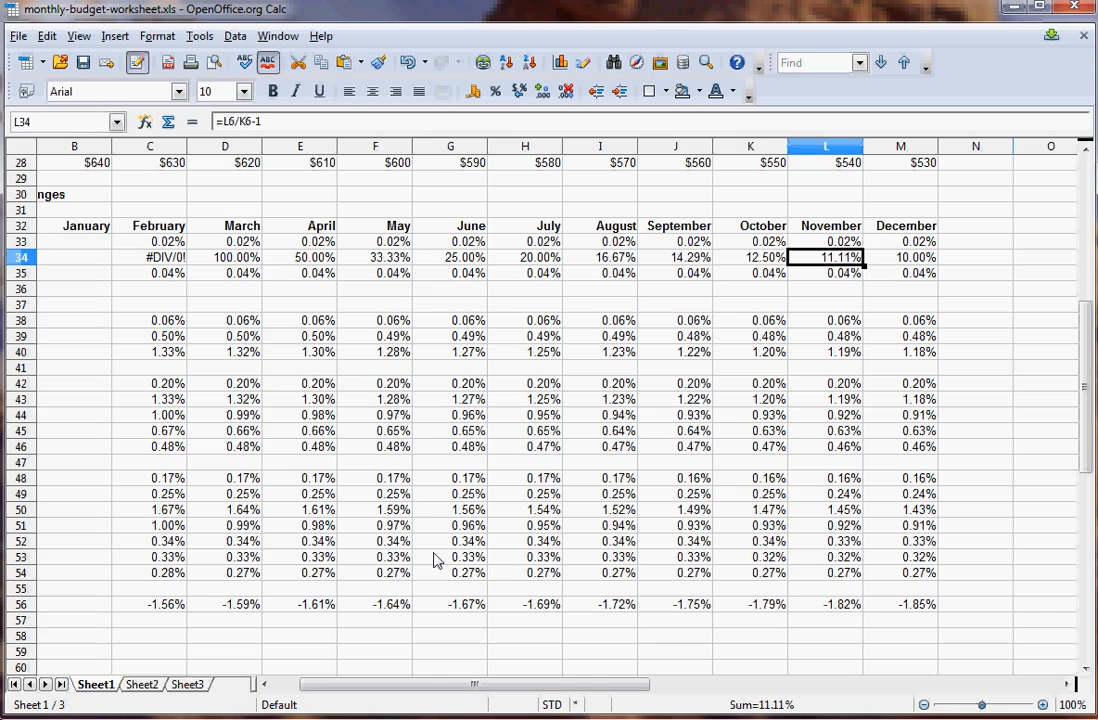 monthly-budget-worksheet.xls - OpenOffice.org Calc
File Edit View Insert Format Tools Data Window Help
ABC ABC Find
Arial 10 B I U A
L34 =L6/K6-1
B C D E F G H I J K L M N O
28 $640 $630 $620 $610 $600 $590 $580 $570 $560 $550 $540 $530
29
30 nges
31
32 January February March April May June July August September October November December
33 0.02% 0.02% 0.02% 0.02% 0.02% 0.02% 0.02% 0.02% 0.02% 0.02% 0.02%
34 #DIV/0! 100.00% 50.00% 33.33% 25.00% 20.00% 16.67% 14.29% 12.50% 11.11% 10.00%
35 0.04% 0.04% 0.04% 0.04% 0.04% 0.04% 0.04% 0.04% 0.04% 0.04% 0.04%
36
37
38 0.06% 0.06% 0.06% 0.06% 0.06% 0.06% 0.06% 0.06% 0.06% 0.06% 0.06%
39 0.50% 0.50% 0.50% 0.49% 0.49% 0.49% 0.49% 0.48% 0.48% 0.48% 0.48%
40 1.33% 1.32% 1.30% 1.28% 1.27% 1.25% 1.23% 1.22% 1.20% 1.19% 1.18%
41
42 0.20% 0.20% 0.20% 0.20% 0.20% 0.20% 0.20% 0.20% 0.20% 0.20% 0.20%
43 1.33% 1.32% 1.30% 1.28% 1.27% 1.25% 1.23% 1.22% 1.20% 1.19% 1.18%
44 1.00% 0.99% 0.98% 0.97% 0.96% 0.95% 0.94% 0.93% 0.93% 0.92% 0.91%
45 0.67% 0.66% 0.66% 0.65% 0.65% 0.65% 0.64% 0.64% 0.63% 0.63% 0.63%
46 0.48% 0.48% 0.48% 0.48% 0.48% 0.47% 0.47% 0.47% 0.47% 0.46% 0.46%
47
48 0.17% 0.17% 0.17% 0.17% 0.17% 0.17% 0.17% 0.16% 0.16% 0.16% 0.16%
49 0.25% 0.25% 0.25% 0.25% 0.25% 0.25% 0.25% 0.25% 0.25% 0.24% 0.24%
50 1.67% 1.64% 1.61% 1.59% 1.56% 1.54% 1.52% 1.49% 1.47% 1.45% 1.43%
51 1.00% 0.99% 0.98% 0.97% 0.96% 0.95% 0.94% 0.93% 0.93% 0.92% 0.91%
52 0.34% 0.34% 0.34% 0.34% 0.34% 0.34% 0.34% 0.34% 0.34% 0.33% 0.33%
53 0.33% 0.33% 0.33% 0.33% 0.33% 0.33% 0.33% 0.33% 0.32% 0.32% 0.32%
54 0.28% 0.27% 0.27% 0.27% 0.27% 0.27% 0.27% 0.27% 0.27% 0.27% 0.27%
55
56 -1.56% -1.59% -1.61% -1.64% -1.67% -1.69% -1.72% -1.75% -1.79% -1.82% -1.85%
57
58
59
60
Sheet1 Sheet2 Sheet3
Sheet 1 / 3 Default STD * Sum=11.11% 100%